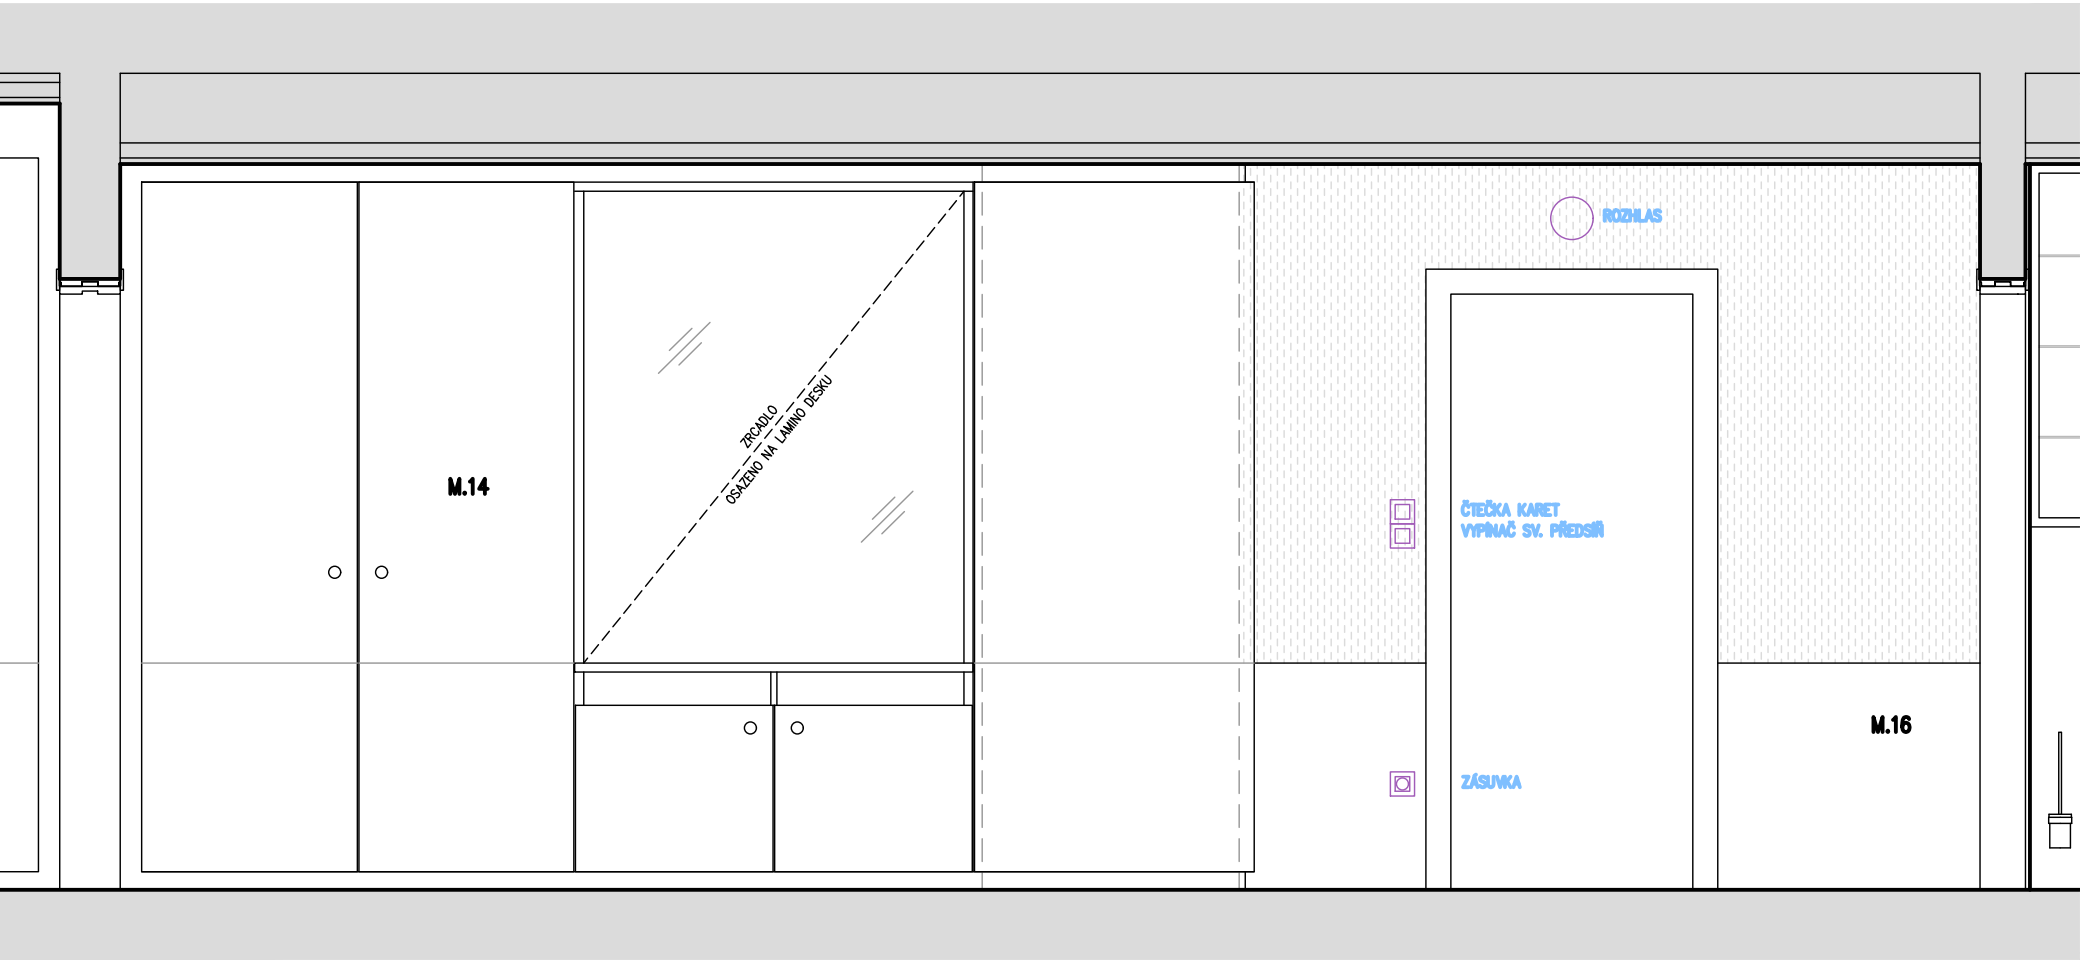 ROZHLAS
ZRCADLO
OSAZENO NA LAMINO DESKU
M.14
ČTEČKA KARET
VYPÍNAČ SV. PŘEDSÍŇ
M.16
ZÁSUVKA